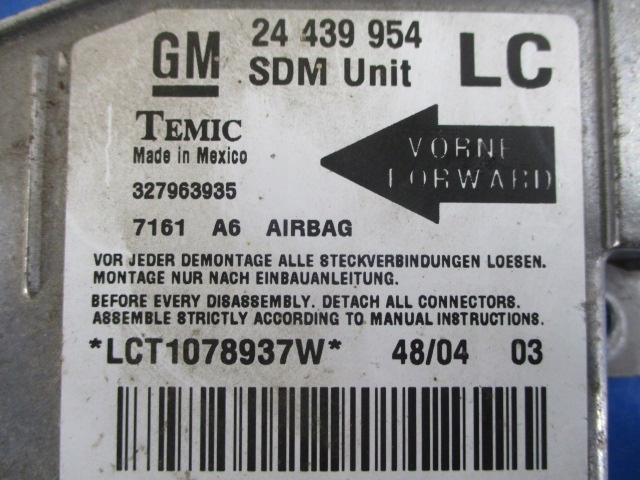 GM 24 439 954 LC
SDM Unit
TEMIC
Made in Mexico
VORNE
FORWARD
327963935
7161 A6 AIRBAG
VOR JEDER DEMONTAGE ALLE STECKVERBINDUNGEN LOESEN.
MONTAGE NUR NACH EINBAUANLEITUNG.
BEFORE EVERY DISASSEMBLY. DETACH ALL CONNECTORS.
ASSEMBLE STRICTLY ACCORDING TO MANUAL INSTRUCTIONS.
*LCT1078937W* 48/04 03